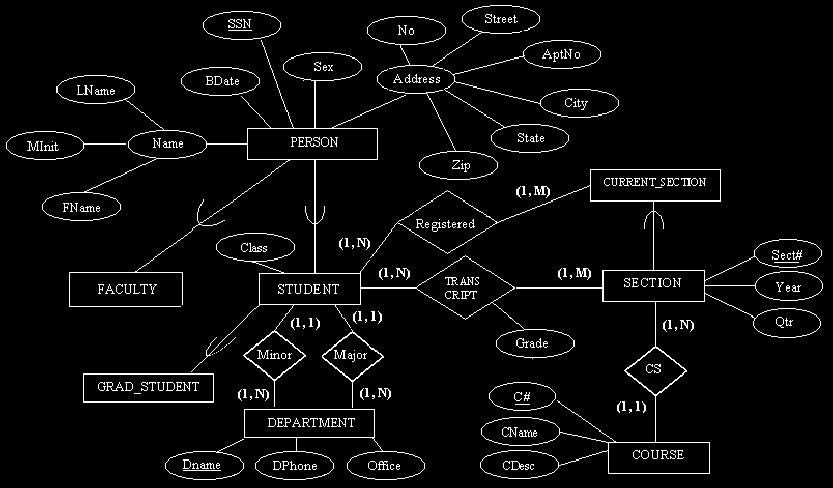 SSN
No
Street
LName
BDate
Sex
Address
AptNo
City
MInit
Name
PERSON
State
Zip
FName
CURRENT_SECTION
(1,M)
Registered
Class
(1,N)
FACULTY
STUDENT
(1,N)
TRANS
CRIPT
(1,M)
SECTION
Sect#
Year
Qtr
(1,1)
(1,1)
(1,N)
Grade
Minor
Major
CS
GRAD_STUDENT
(1,N)
(1,N)
(1,1)
C#
DEPARTMENT
CName
COURSE
Dname
DPhone
Office
CDesc